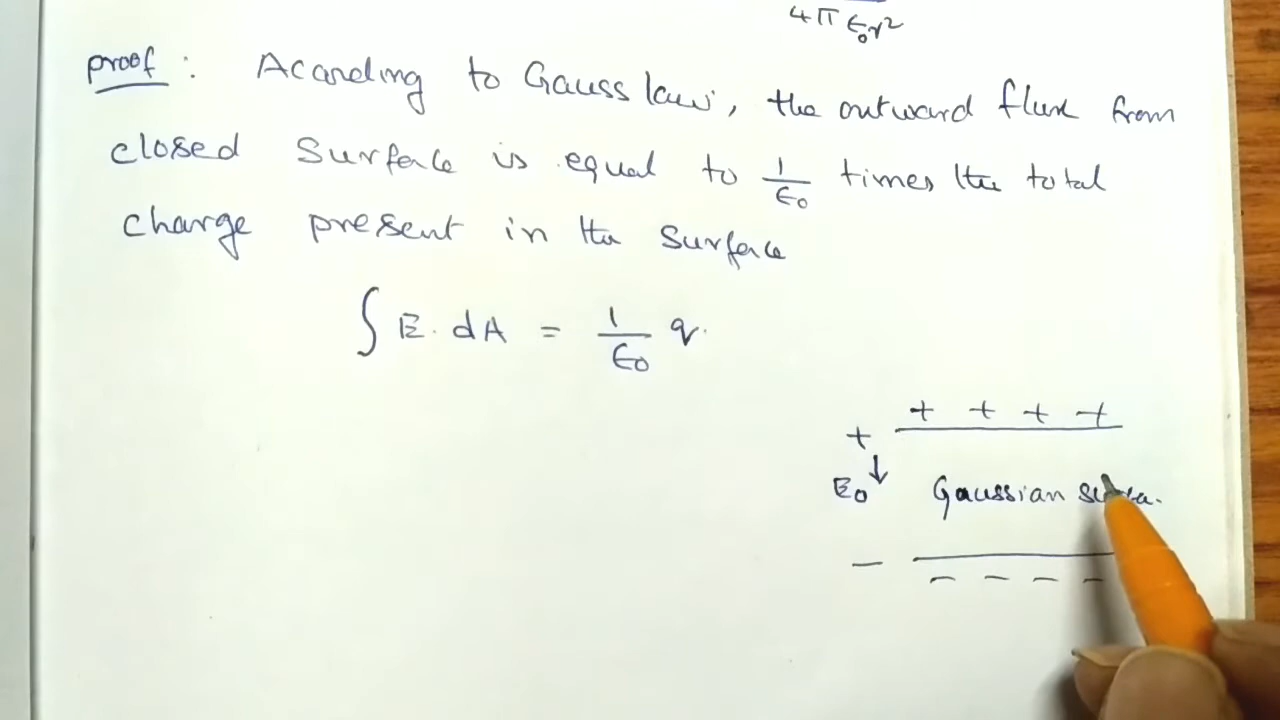 4π ε₀r²
proof : Acording to Gauss law, the outward flux from
closed Surface is equal to 1/ε₀ times the total
charge present in the surface
∫ E. dA = 1/ε₀ q.
+ + + +
+
↓
E₀ Gaussian
−
− − − −